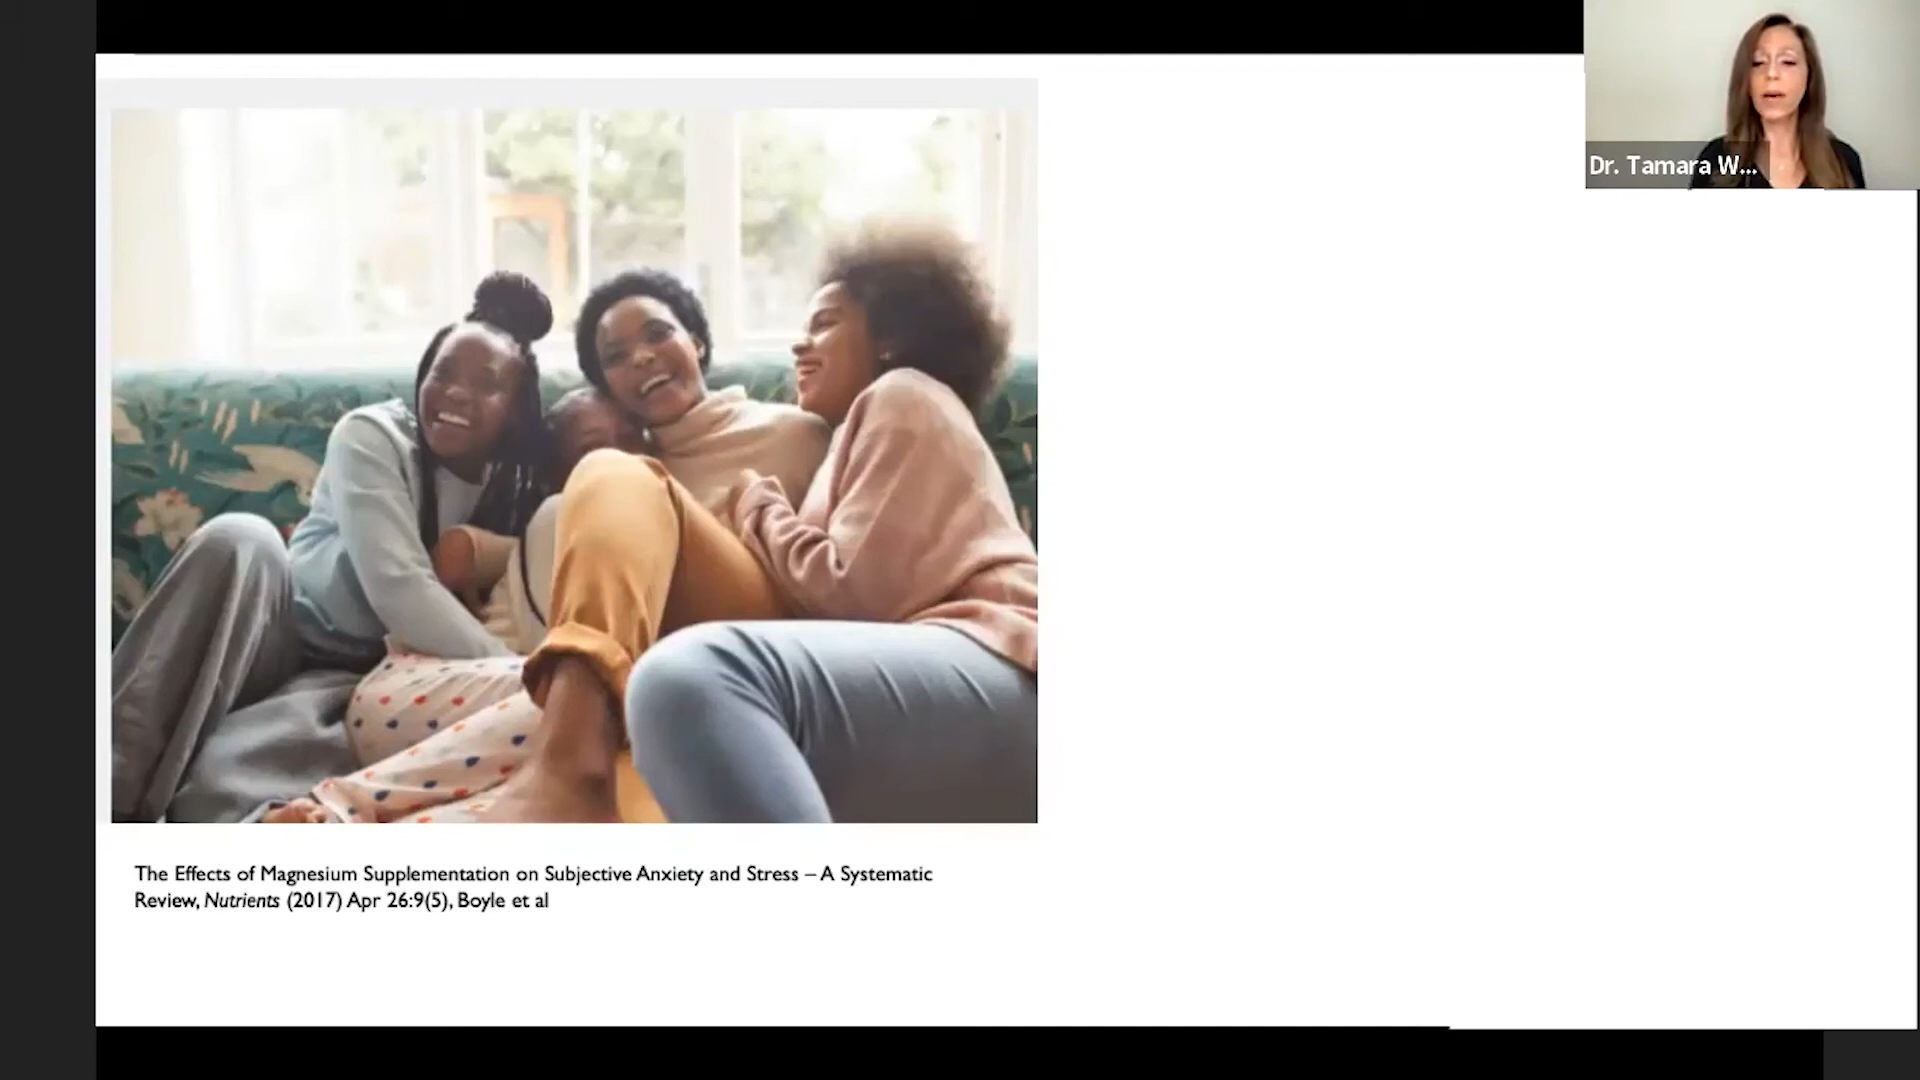 Dr. Tamara W...
The Effects of Magnesium Supplementation on Subjective Anxiety and Stress – A Systematic
Review, Nutrients (2017) Apr 26:9(5), Boyle et al